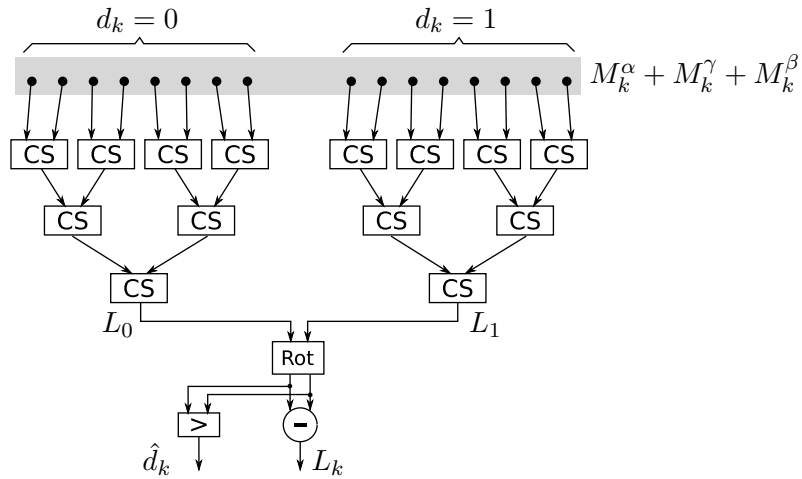 d_k = 0 d_k = 1
M_k^α + M_k^γ + M_k^β
CS CS CS CS CS CS CS CS
CS CS CS CS
CS CS
L_0 L_1
Rot
> −
d̂_k L_k